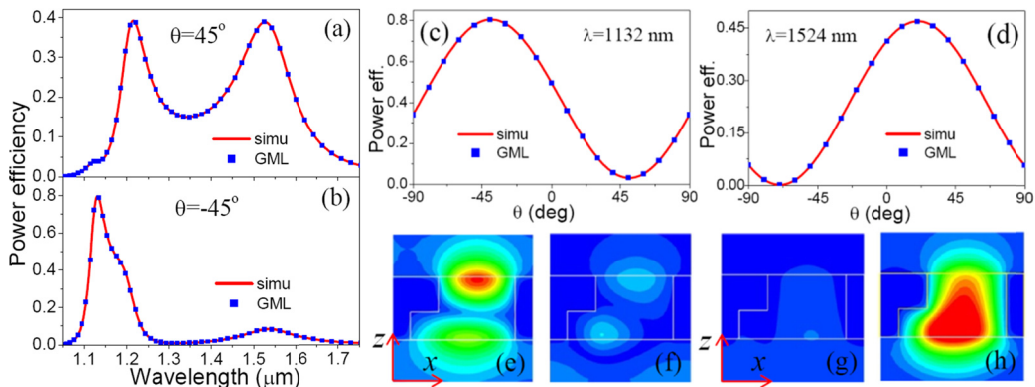 Power efficiency
0.4
0.3
0.2
0.1
0.0
θ=45°
(a)
simu
GML
0.8
0.6
0.4
0.2
0.0
θ=-45°
(b)
simu
GML
1.1 1.2 1.3 1.4 1.5 1.6 1.7
Wavelength (μm)
Power eff.
0.8
0.6
0.4
0.2
0.0
(c)
λ=1132 nm
simu
GML
-90 -45 0 45 90
θ (deg)
Power eff.
0.45
0.30
0.15
0.00
λ=1524 nm
(d)
simu
GML
-90 -45 0 45 90
θ (deg)
z
x
(e)
(f)
(g)
z
x
(h)